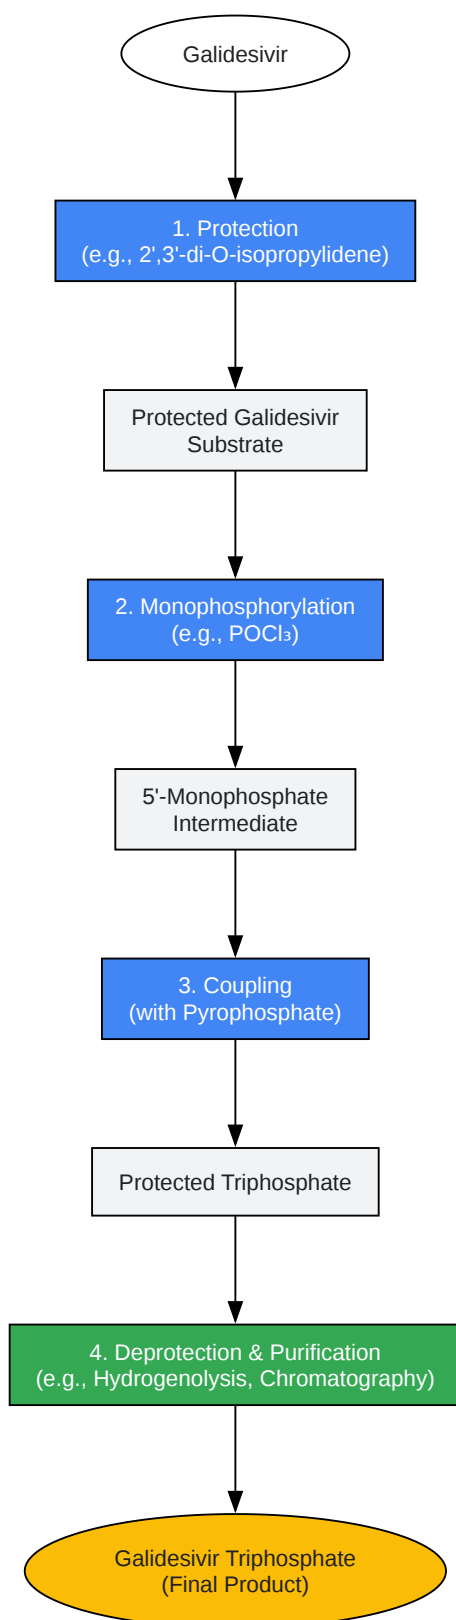 Galidesivir
1. Protection
(e.g., 2',3'-di-O-isopropylidene)
Protected Galidesivir
Substrate
2. Monophosphorylation
(e.g., POCl₃)
5'-Monophosphate
Intermediate
3. Coupling
(with Pyrophosphate)
Protected Triphosphate
4. Deprotection & Purification
(e.g., Hydrogenolysis, Chromatography)
Galidesivir Triphosphate
(Final Product)